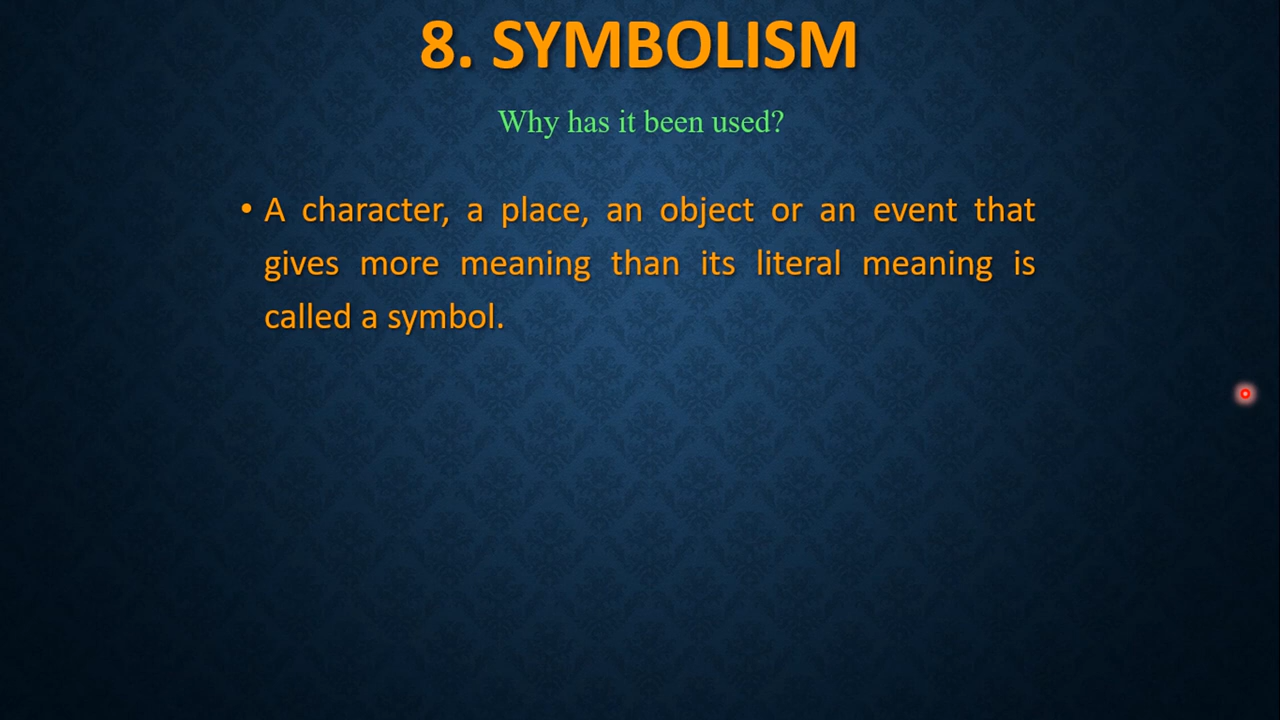 8. SYMBOLISM
Why has it been used?
• A character, a place, an object or an event that
gives more meaning than its literal meaning is
called a symbol.